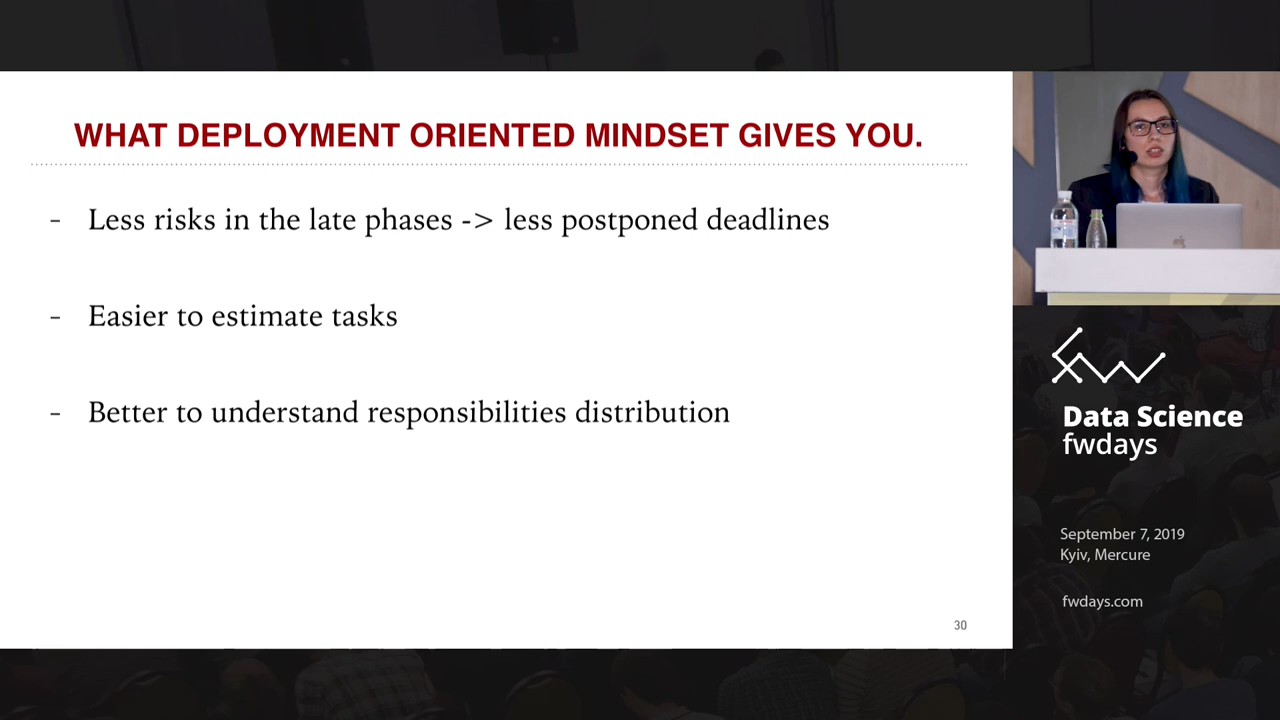 WHAT DEPLOYMENT ORIENTED MINDSET GIVES YOU.
- Less risks in the late phases -> less postponed deadlines
- Easier to estimate tasks
- Better to understand responsibilities distribution
30
Data Science
fwdays
September 7, 2019
Kyiv, Mercure
fwdays.com